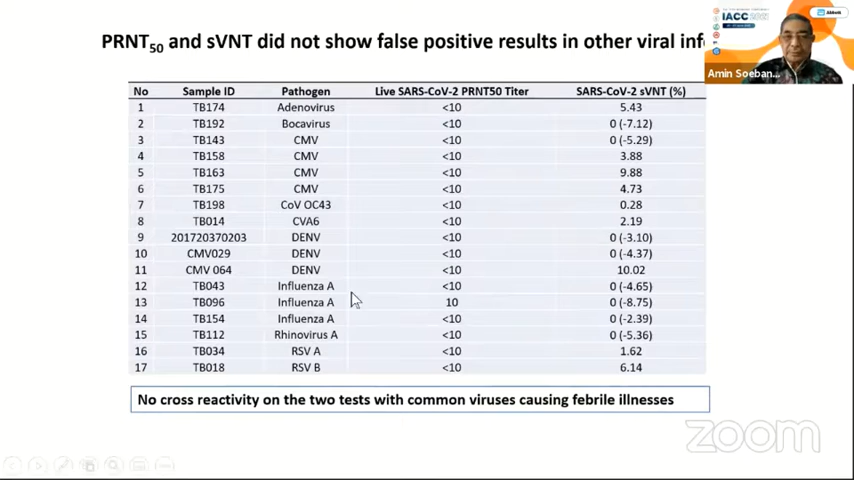 PRNT50 and sVNT did not show false positive results in other viral inf
IACC
Abbott
Amin Soeban...
No Sample ID Pathogen Live SARS-CoV-2 PRNT50 Titer SARS-CoV-2 sVNT (%)
1 TB174 Adenovirus <10 5.43
2 TB192 Bocavirus <10 0 (-7.12)
3 TB143 CMV <10 0 (-5.29)
4 TB158 CMV <10 3.88
5 TB163 CMV <10 9.88
6 TB175 CMV <10 4.73
7 TB198 CoV OC43 <10 0.28
8 TB014 CVA6 <10 2.19
9 201720370203 DENV <10 0 (-3.10)
10 CMV029 DENV <10 0 (-4.37)
11 CMV 064 DENV <10 10.02
12 TB043 Influenza A <10 0 (-4.65)
13 TB096 Influenza A 10 0 (-8.75)
14 TB154 Influenza A <10 0 (-2.39)
15 TB112 Rhinovirus A <10 0 (-5.36)
16 TB034 RSV A <10 1.62
17 TB018 RSV B <10 6.14
No cross reactivity on the two tests with common viruses causing febrile illnesses
zoom